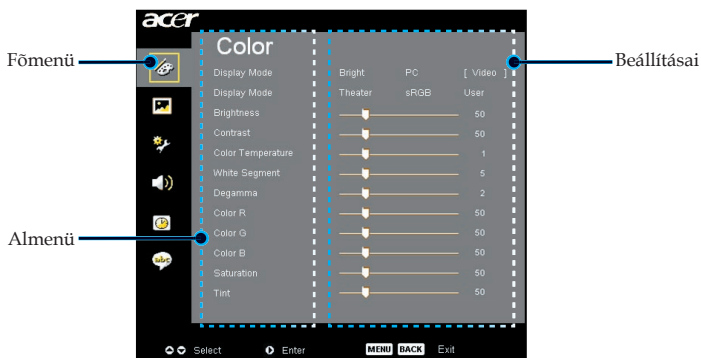 acer
Color
Főmenü
Beállításai
Display Mode Bright PC [ Video ]
Display Mode Theater sRGB User
Brightness 50
Contrast 50
Color Temperature 1
White Segment 5
Degamma 2
Color R 50
Almenü
Color G 50
Color B 50
abc
Saturation 50
Tint 50
Select Enter MENU BACK Exit